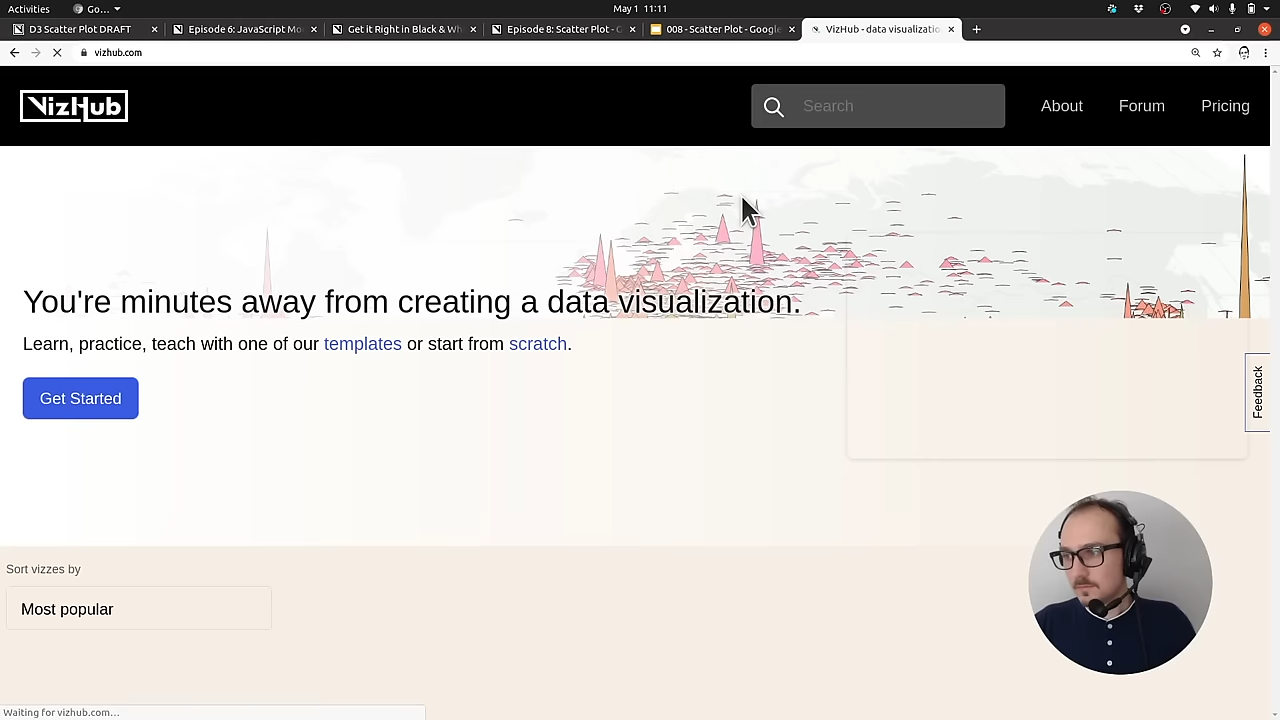 Activities
Go...
May 1 11:11
D3 Scatter Plot DRAFT
Episode 6: JavaScript Mo
Get it Right in Black & Wh
Episode 8: Scatter Plot - G
008 - Scatter Plot - Google
VizHub - data visualizatio
vizhub.com
VizHub
Search
About
Forum
Pricing
You're minutes away from creating a data visualization.
Learn, practice, teach with one of our templates or start from scratch.
Get Started
Feedback
Sort vizzes by
Most popular
Waiting for vizhub.com...